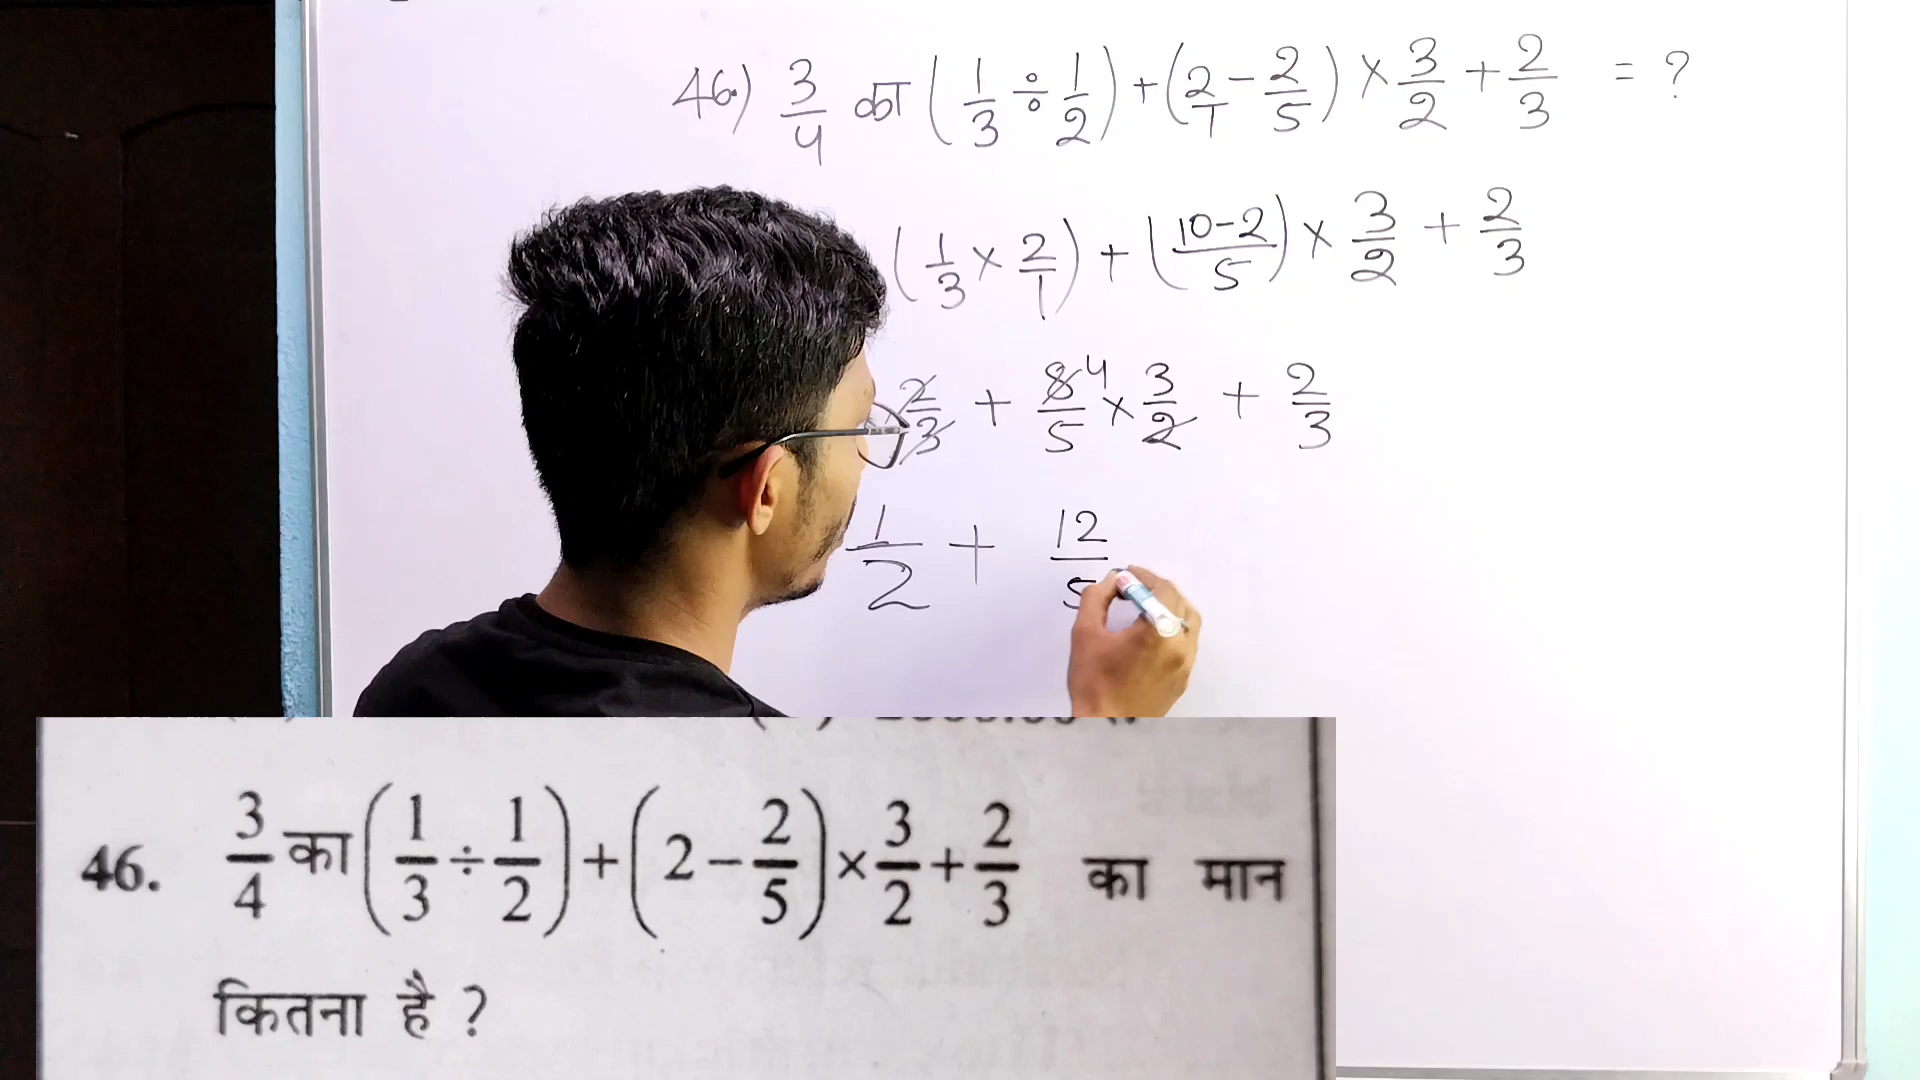 46.) 3/4 का (1/3 ÷ 1/2) + (2/1 - 2/5) × 3/2 + 2/3 = ?
(1/3 × 2/1) + (10-2/5) × 3/2 + 2/3
2/3 + 8/5 4 × 3/2 + 2/3
1/2 + 12/5
46. 3/4 का (1/3 ÷ 1/2) + (2 - 2/5) × 3/2 + 2/3 का मान
कितना है ?